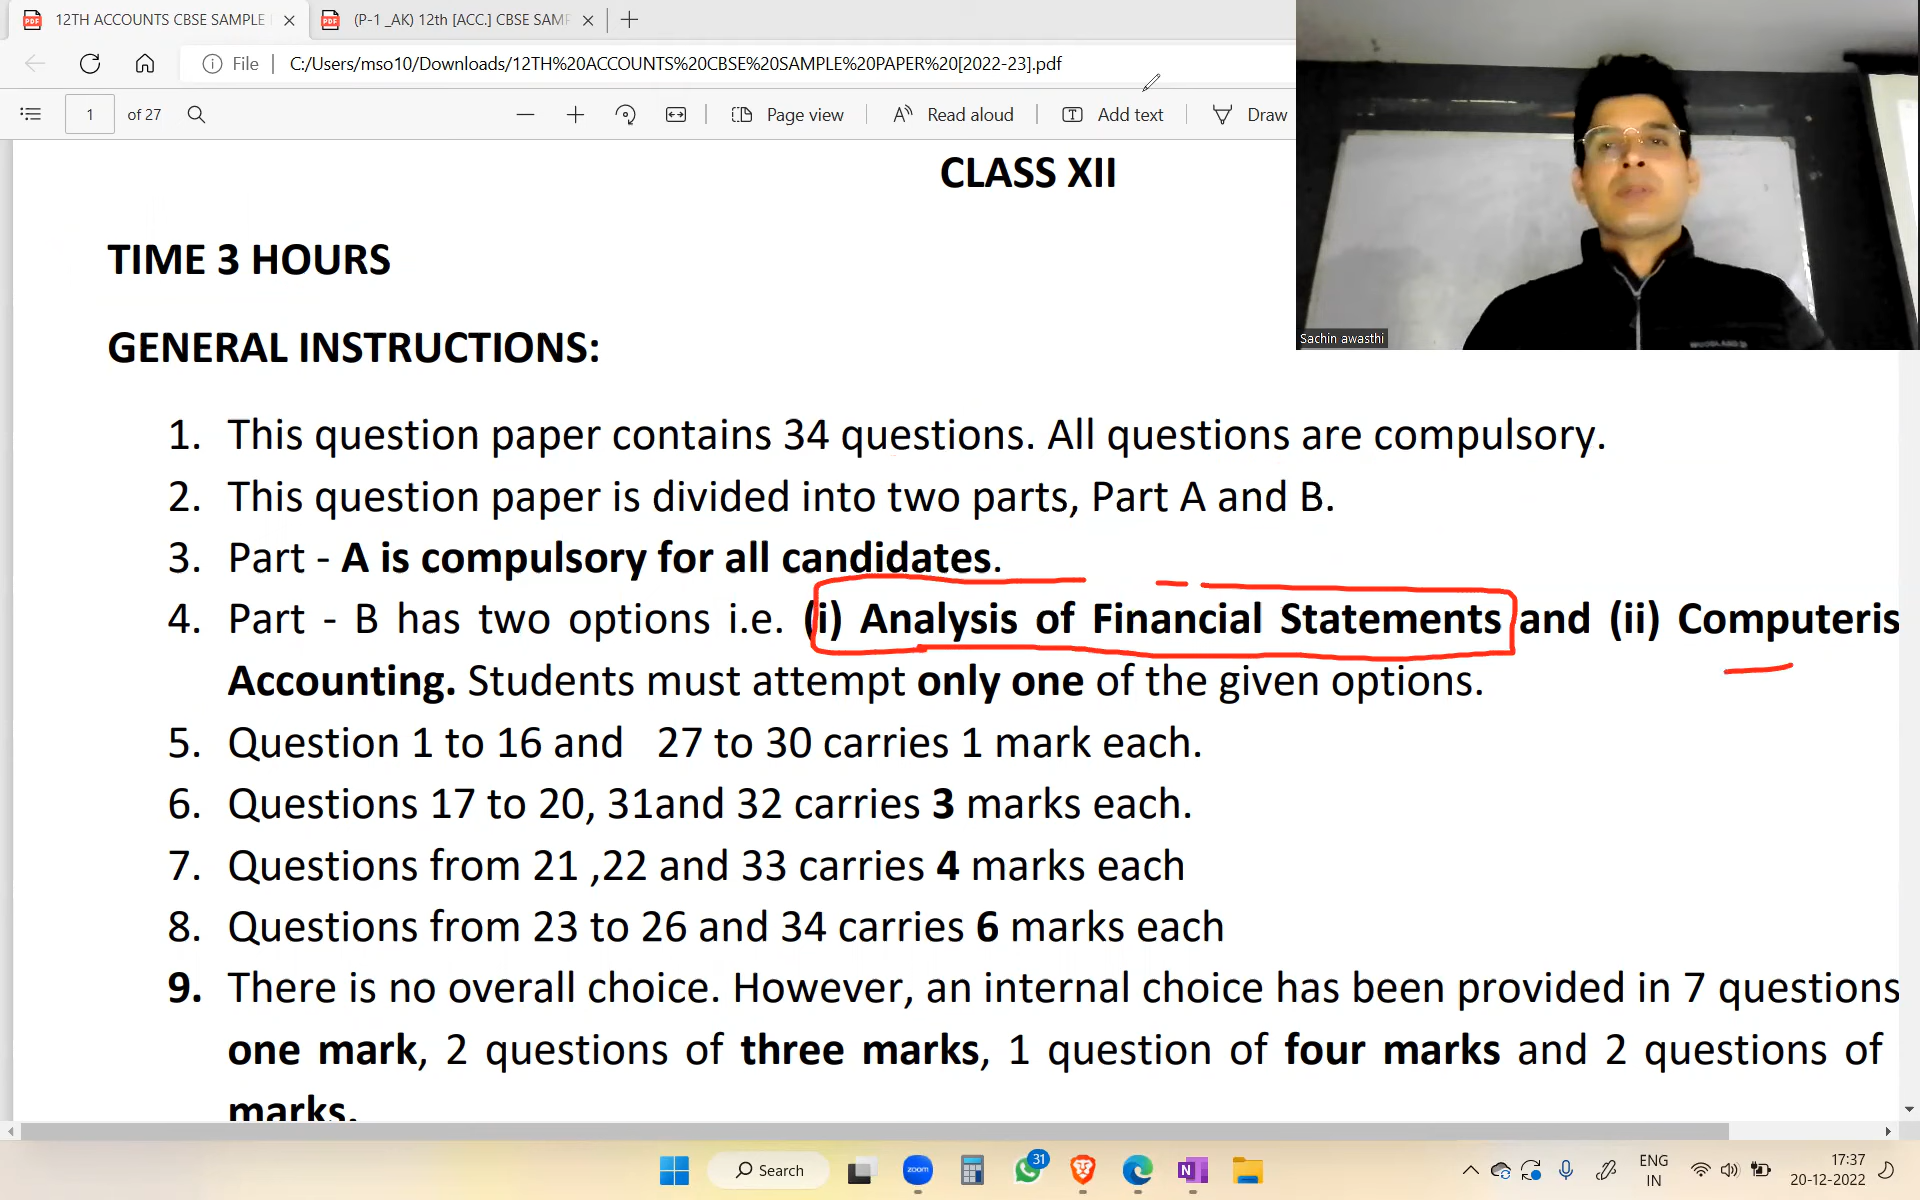 12TH ACCOUNTS CBSE SAMPLE
(P-1 _AK) 12th [ACC.] CBSE SAM
File
C:/Users/mso10/Downloads/12TH%20ACCOUNTS%20CBSE%20SAMPLE%20PAPER%20[2022-23].pdf
1 of 27
Page view
Read aloud
Add text
Draw
Sachin awasthi
CLASS XII
TIME 3 HOURS
GENERAL INSTRUCTIONS:
1. This question paper contains 34 questions. All questions are compulsory.
2. This question paper is divided into two parts, Part A and B.
3. Part - A is compulsory for all candidates.
4. Part - B has two options i.e. (i) Analysis of Financial Statements and (ii) Computeris
Accounting. Students must attempt only one of the given options.
5. Question 1 to 16 and 27 to 30 carries 1 mark each.
6. Questions 17 to 20, 31and 32 carries 3 marks each.
7. Questions from 21 ,22 and 33 carries 4 marks each
8. Questions from 23 to 26 and 34 carries 6 marks each
9. There is no overall choice. However, an internal choice has been provided in 7 questions
one mark, 2 questions of three marks, 1 question of four marks and 2 questions of
marks.
Search
zoom
31
N
ENG
IN
17:37
20-12-2022